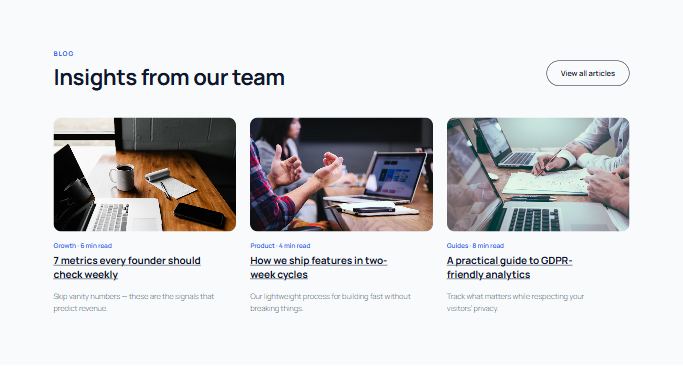 BLOG
Insights from our team
View all articles
Growth · 6 min read
7 metrics every founder should
check weekly
Skip vanity numbers — these are the signals that
predict revenue.
Product · 4 min read
How we ship features in two-
week cycles
Our lightweight process for building fast without
breaking things.
Guides · 8 min read
A practical guide to GDPR-
friendly analytics
Track what matters while respecting your
visitors' privacy.